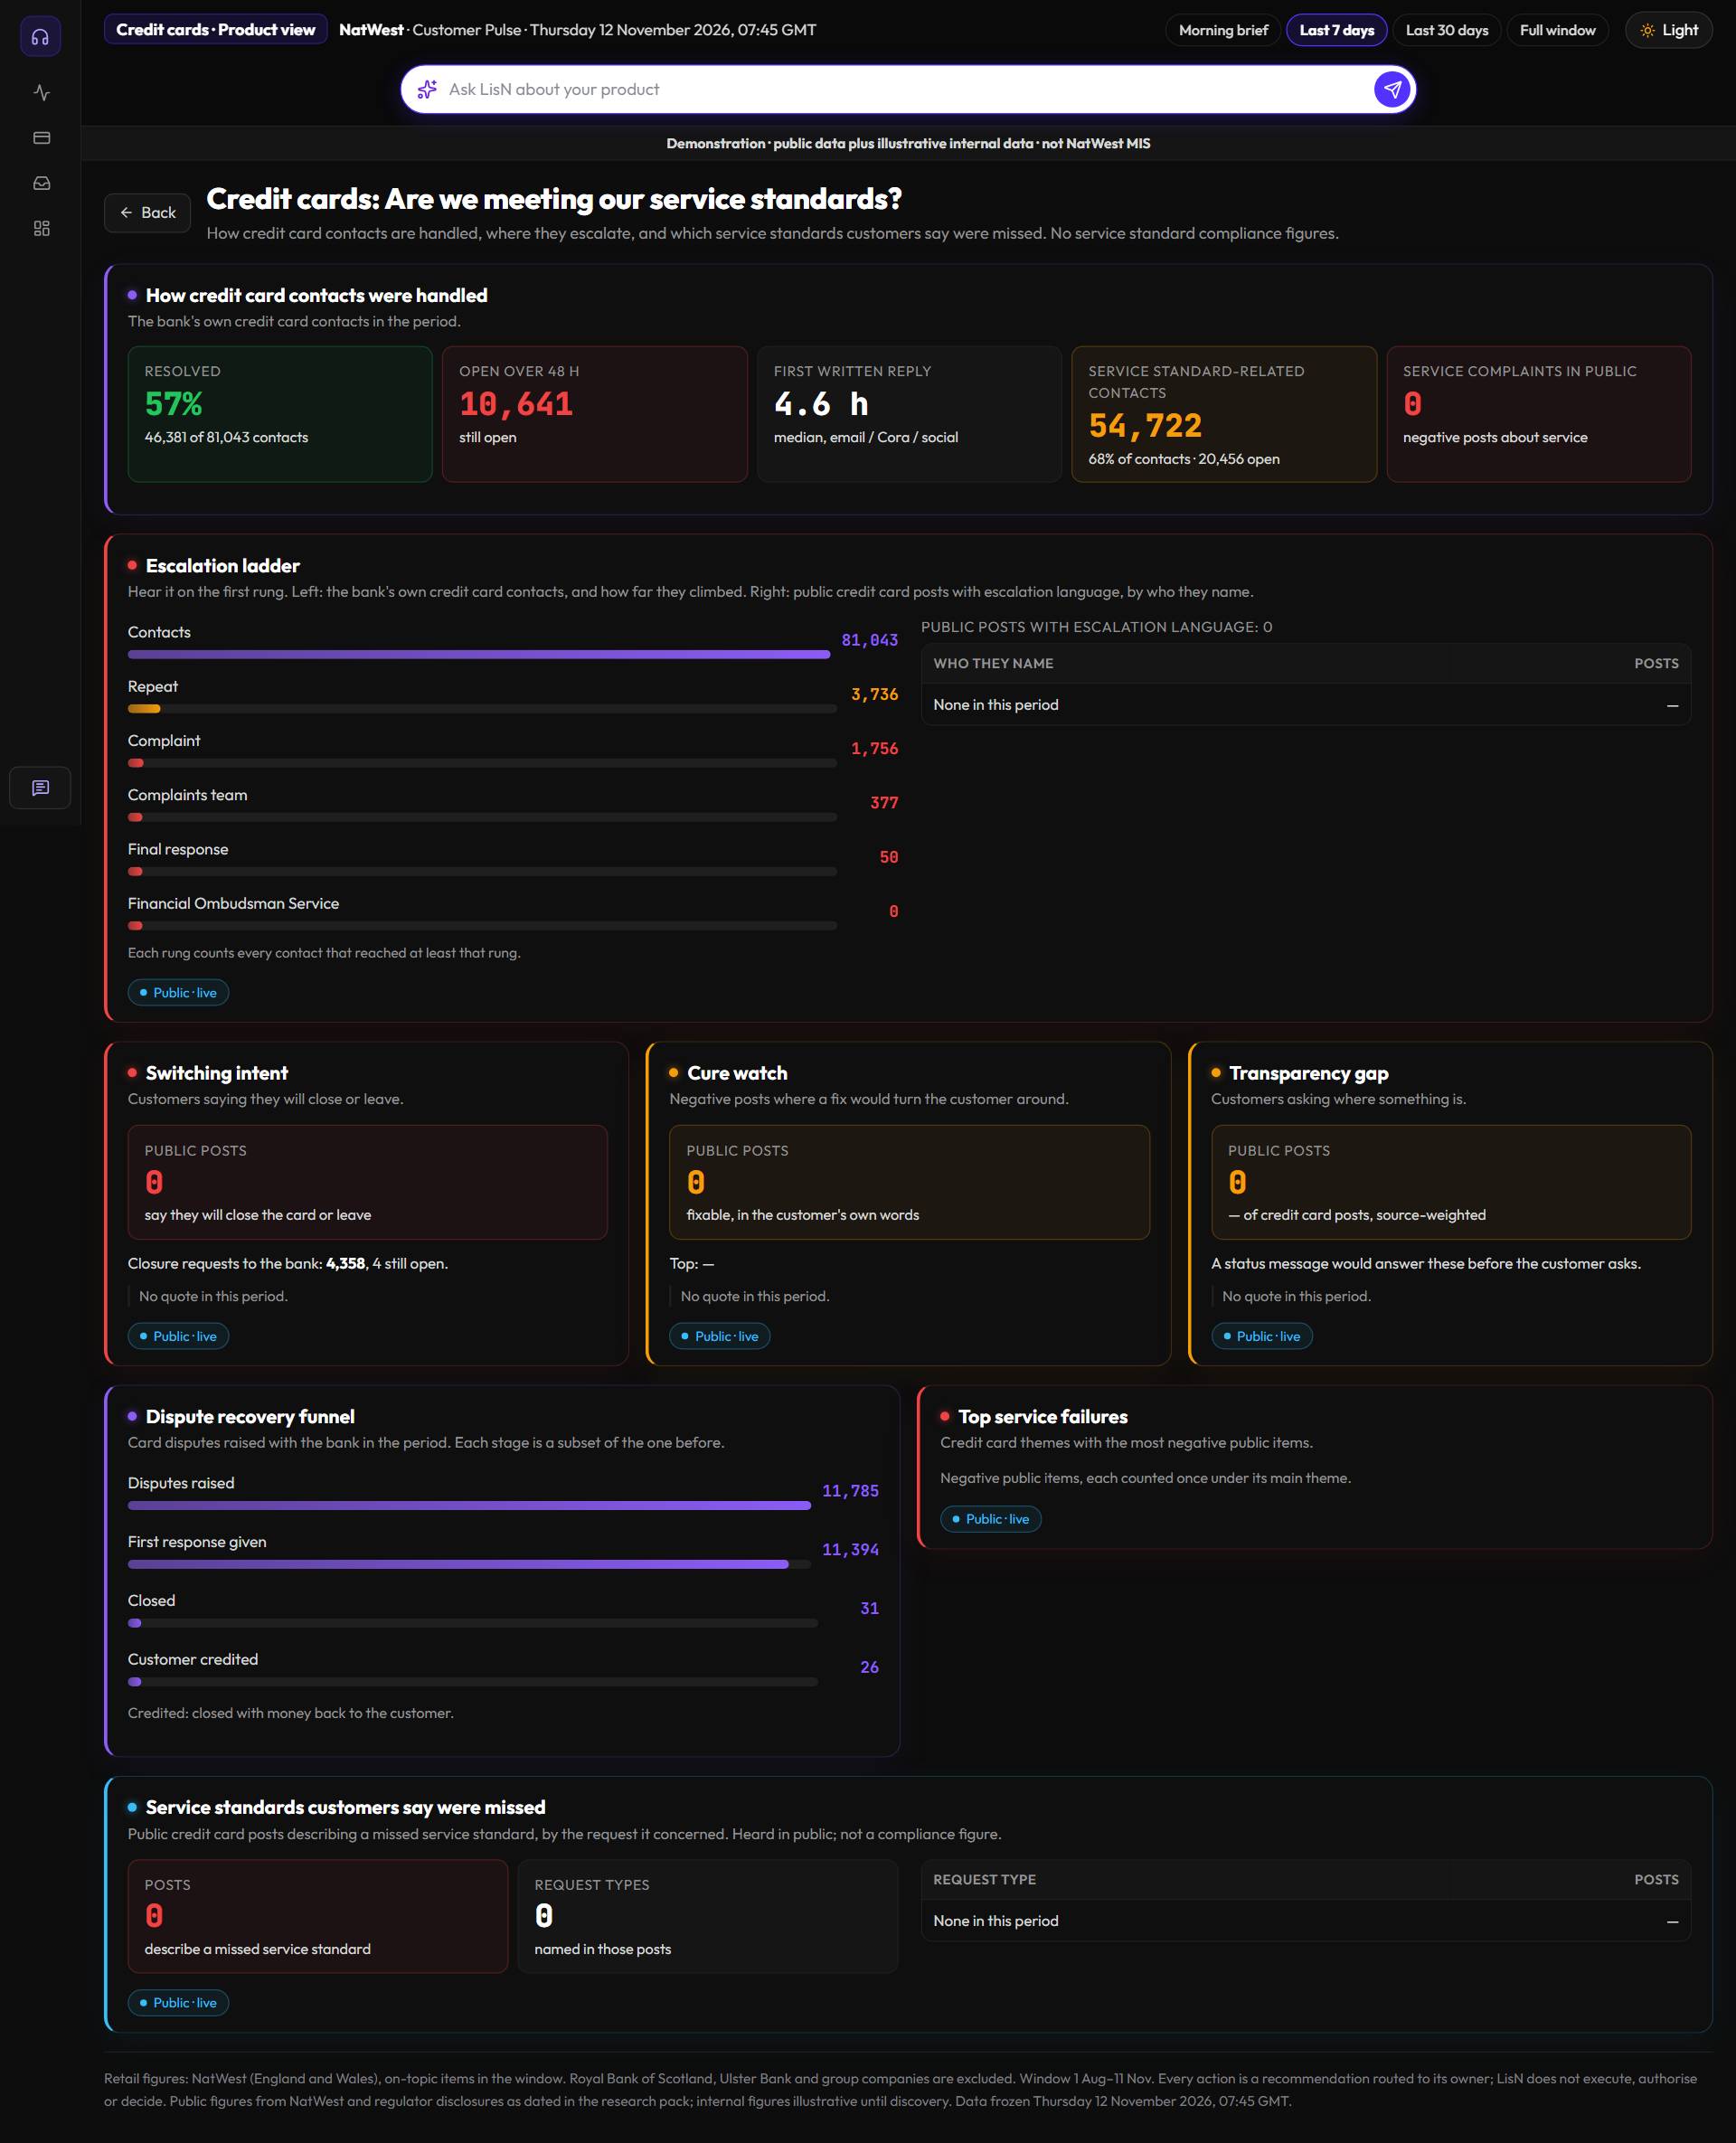 Credit cards · Product view
NatWest · Customer Pulse · Thursday 12 November 2026, 07:45 GMT
Morning brief
Last 7 days
Last 30 days
Full window
Light
Ask LisN about your product
Demonstration · public data plus illustrative internal data · not NatWest MIS
Back
Credit cards: Are we meeting our service standards?
How credit card contacts are handled, where they escalate, and which service standards customers say were missed. No service standard compliance figures.
How credit card contacts were handled
The bank's own credit card contacts in the period.
RESOLVED
57%
46,381 of 81,043 contacts
OPEN OVER 48 H
10,641
still open
FIRST WRITTEN REPLY
4.6 h
median, email / Cora / social
SERVICE STANDARD-RELATED
CONTACTS
54,722
68% of contacts · 20,456 open
SERVICE COMPLAINTS IN PUBLIC
0
negative posts about service
Escalation ladder
Hear it on the first rung. Left: the bank's own credit card contacts, and how far they climbed. Right: public credit card posts with escalation language, by who they name.
Contacts
81,043
Repeat
3,736
Complaint
1,756
Complaints team
377
Final response
50
Financial Ombudsman Service
0
Each rung counts every contact that reached at least that rung.
Public · live
PUBLIC POSTS WITH ESCALATION LANGUAGE: 0
WHO THEY NAME
POSTS
None in this period
—
Switching intent
Customers saying they will close or leave.
PUBLIC POSTS
0
say they will close the card or leave
Closure requests to the bank: 4,358, 4 still open.
No quote in this period.
Public · live
Cure watch
Negative posts where a fix would turn the customer around.
PUBLIC POSTS
0
fixable, in the customer's own words
Top: —
No quote in this period.
Public · live
Transparency gap
Customers asking where something is.
PUBLIC POSTS
0
— of credit card posts, source-weighted
A status message would answer these before the customer asks.
No quote in this period.
Public · live
Dispute recovery funnel
Card disputes raised with the bank in the period. Each stage is a subset of the one before.
Disputes raised
11,785
First response given
11,394
Closed
31
Customer credited
26
Credited: closed with money back to the customer.
Top service failures
Credit card themes with the most negative public items.
Negative public items, each counted once under its main theme.
Public · live
Service standards customers say were missed
Public credit card posts describing a missed service standard, by the request it concerned. Heard in public; not a compliance figure.
POSTS
0
describe a missed service standard
REQUEST TYPES
0
named in those posts
REQUEST TYPE
POSTS
None in this period
—
Public · live
Retail figures: NatWest (England and Wales), on-topic items in the window. Royal Bank of Scotland, Ulster Bank and group companies are excluded. Window 1 Aug–11 Nov. Every action is a recommendation routed to its owner; LisN does not execute, authorise
or decide. Public figures from NatWest and regulator disclosures as dated in the research pack; internal figures illustrative until discovery. Data frozen Thursday 12 November 2026, 07:45 GMT.